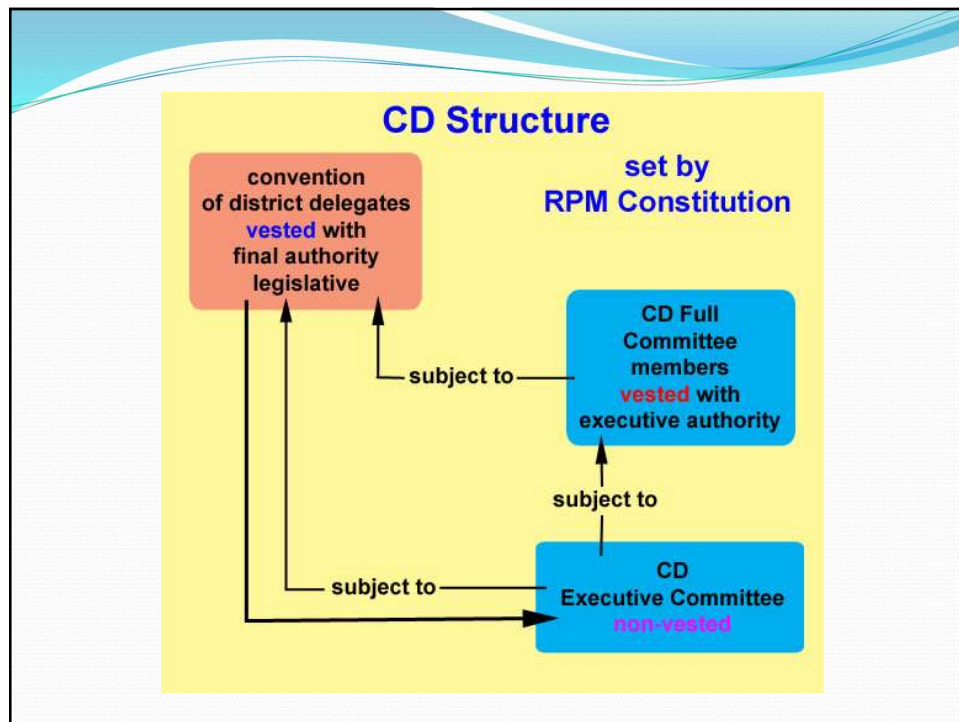 CD Structure
set by
RPM Constitution
convention
of district delegates
vested with
final authority
legislative
CD Full
Committee
members
vested with
executive authority
subject to
subject to
subject to
CD
Executive Committee
non-vested